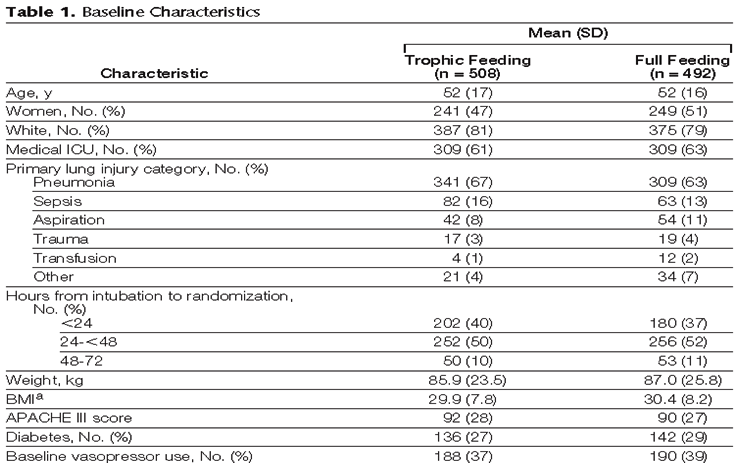 Table 1. Baseline Characteristics
Mean (SD)
Characteristic Trophic Feeding (n = 508) Full Feeding (n = 492)
Age, y 52 (17) 52 (16)
Women, No. (%) 241 (47) 249 (51)
White, No. (%) 387 (81) 375 (79)
Medical ICU, No. (%) 309 (61) 309 (63)
Primary lung injury category, No. (%)
Pneumonia 341 (67) 309 (63)
Sepsis 82 (16) 63 (13)
Aspiration 42 (8) 54 (11)
Trauma 17 (3) 19 (4)
Transfusion 4 (1) 12 (2)
Other 21 (4) 34 (7)
Hours from intubation to randomization,
No. (%)
<24 202 (40) 180 (37)
24-<48 252 (50) 256 (52)
48-72 50 (10) 53 (11)
Weight, kg 85.9 (23.5) 87.0 (25.8)
BMIa 29.9 (7.8) 30.4 (8.2)
APACHE III score 92 (28) 90 (27)
Diabetes, No. (%) 136 (27) 142 (29)
Baseline vasopressor use, No. (%) 188 (37) 190 (39)